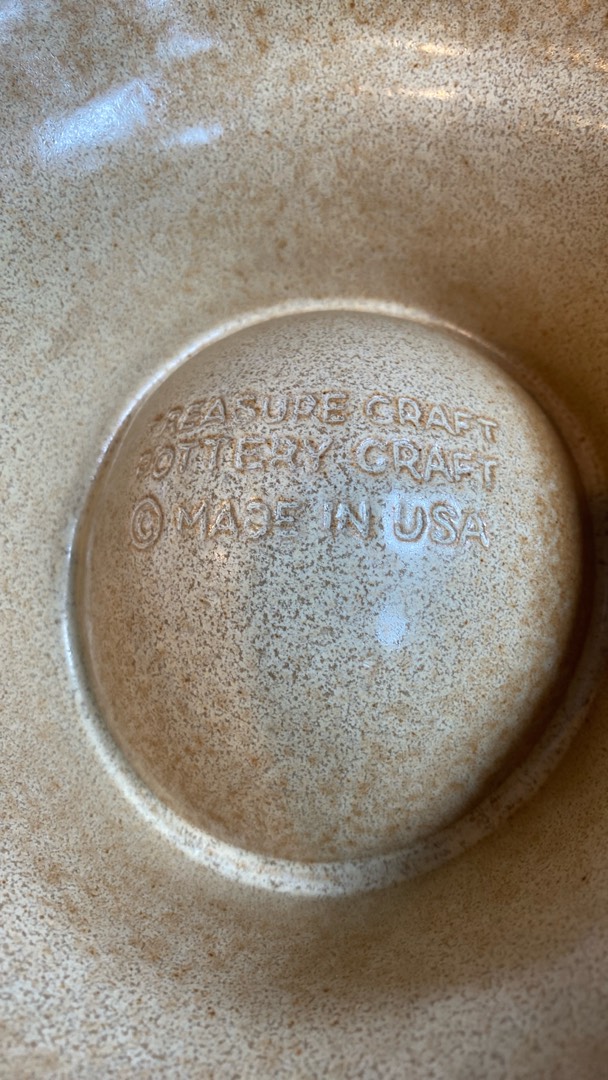 TREASURE CRAFT
POTTERY CRAFT
© MADE IN USA